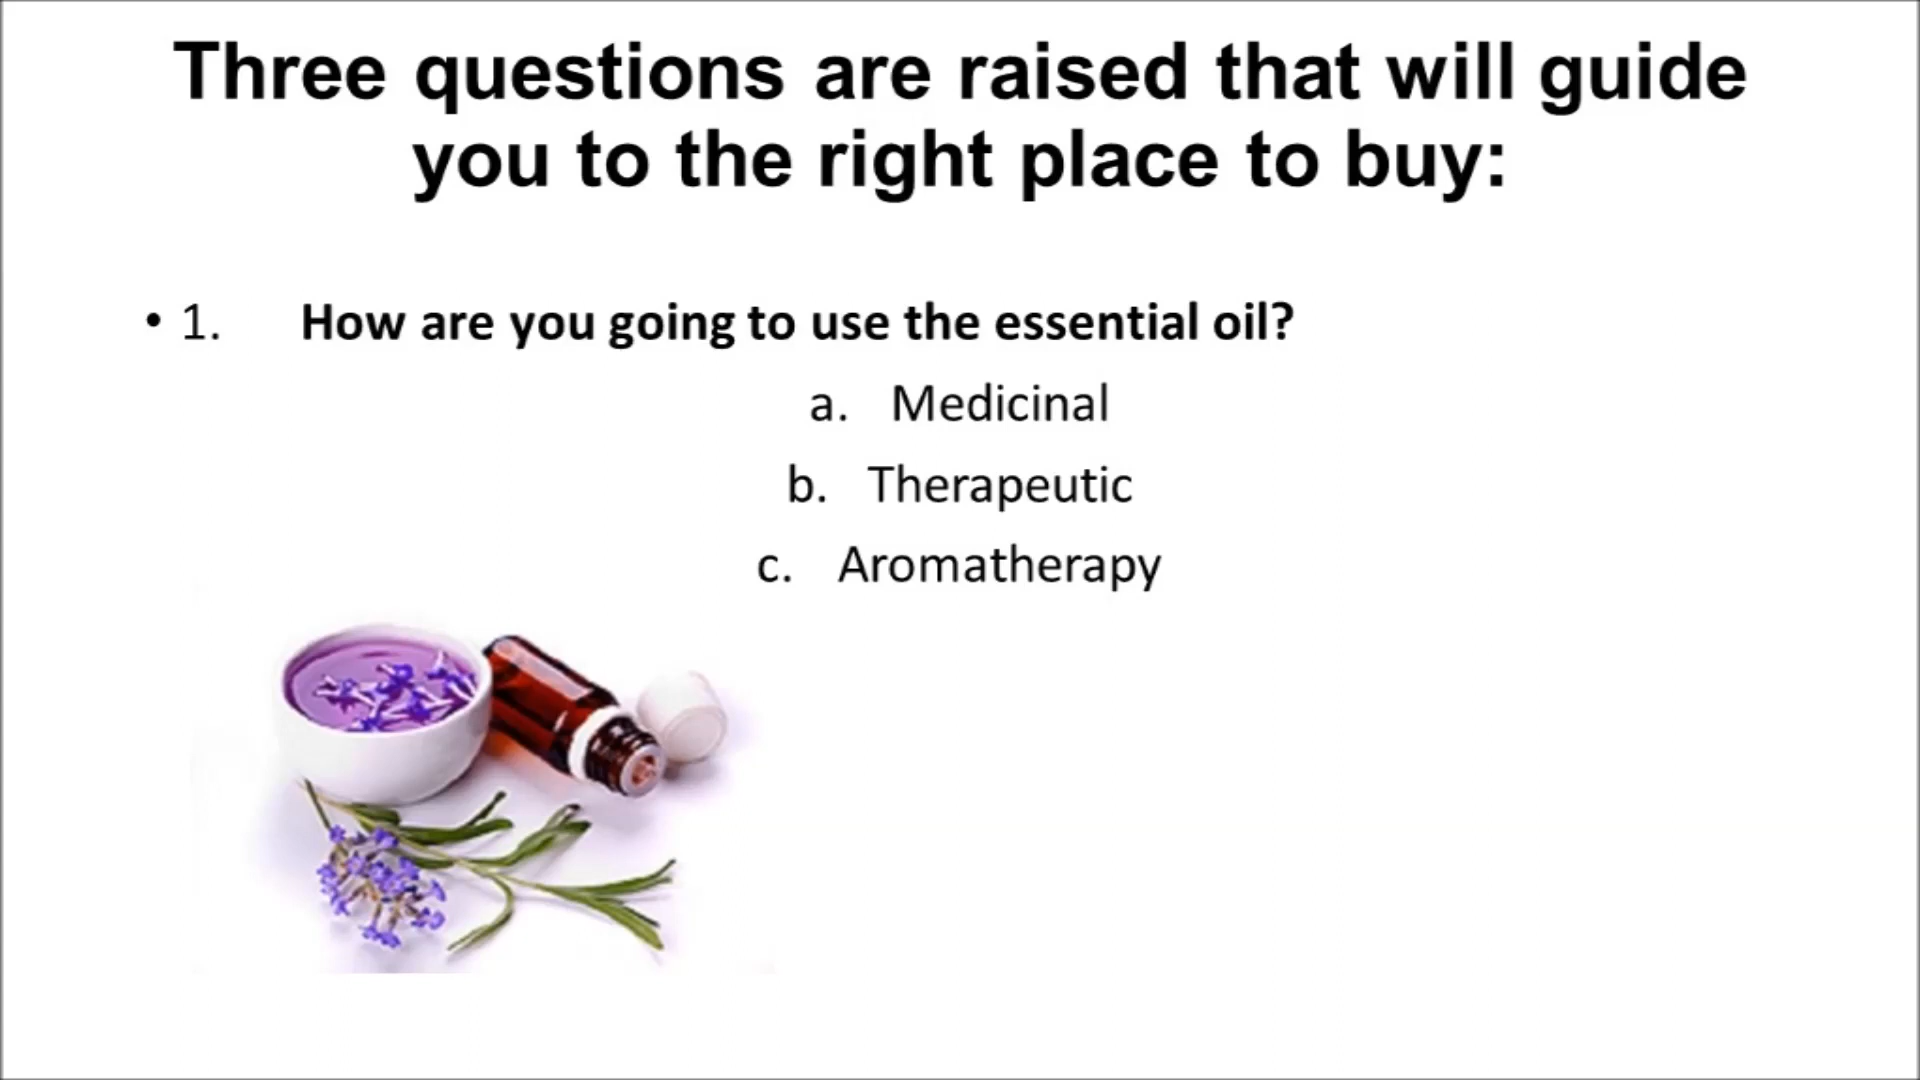 Three questions are raised that will guide
you to the right place to buy:
• 1. How are you going to use the essential oil?
a. Medicinal
b. Therapeutic
c. Aromatherapy